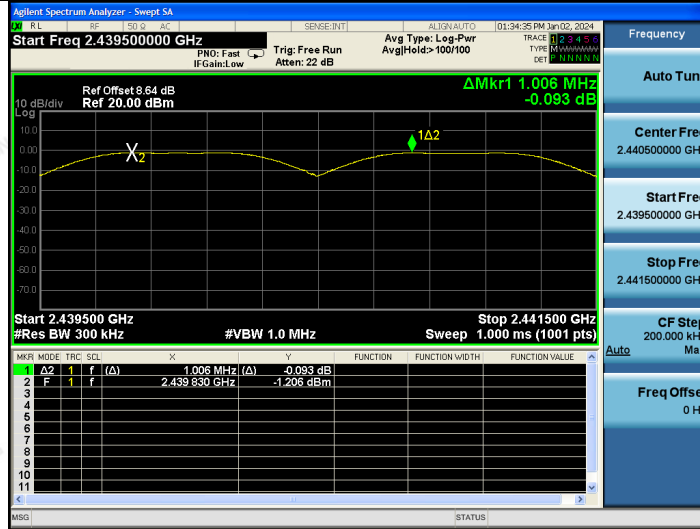 Agilent Spectrum Analyzer - Swept SA
LXI RL RF 50 Ω AC SENSE:INT ALIGN AUTO 01:34:35 PM Jan 02, 2024
Start Freq 2.439500000 GHz
PNO: Fast
IFGain:Low
Trig: Free Run
Atten: 22 dB
Avg Type: Log-Pwr
Avg|Hold:>100/100
TRACE 1 2 3 4 5 6
TYPE MWWWWW
DET P N N N N N
Frequency
Auto Tun
Center Fre
2.440500000 GH
Start Fre
2.439500000 GH
Stop Fre
2.441500000 GH
CF Ste
200.000 kH
Auto Ma
Freq Offse
0 H
ΔMkr1 1.006 MHz
-0.093 dB
Ref Offset 8.64 dB
10 dB/div Ref 20.00 dBm
Log
10.0
0.00
-10.0
-20.0
-30.0
-40.0
-50.0
-60.0
-70.0
X2
1Δ2
Start 2.439500 GHz Stop 2.441500 GHz
#Res BW 300 kHz #VBW 1.0 MHz Sweep 1.000 ms (1001 pts)
MKR MODE TRC SCL X Y FUNCTION FUNCTION WIDTH FUNCTION VALUE
1 Δ2 1 f (Δ) 1.006 MHz (Δ) -0.093 dB
2 F 1 f 2.439 830 GHz -1.206 dBm
3
4
5
6
7
8
9
10
11
MSG STATUS